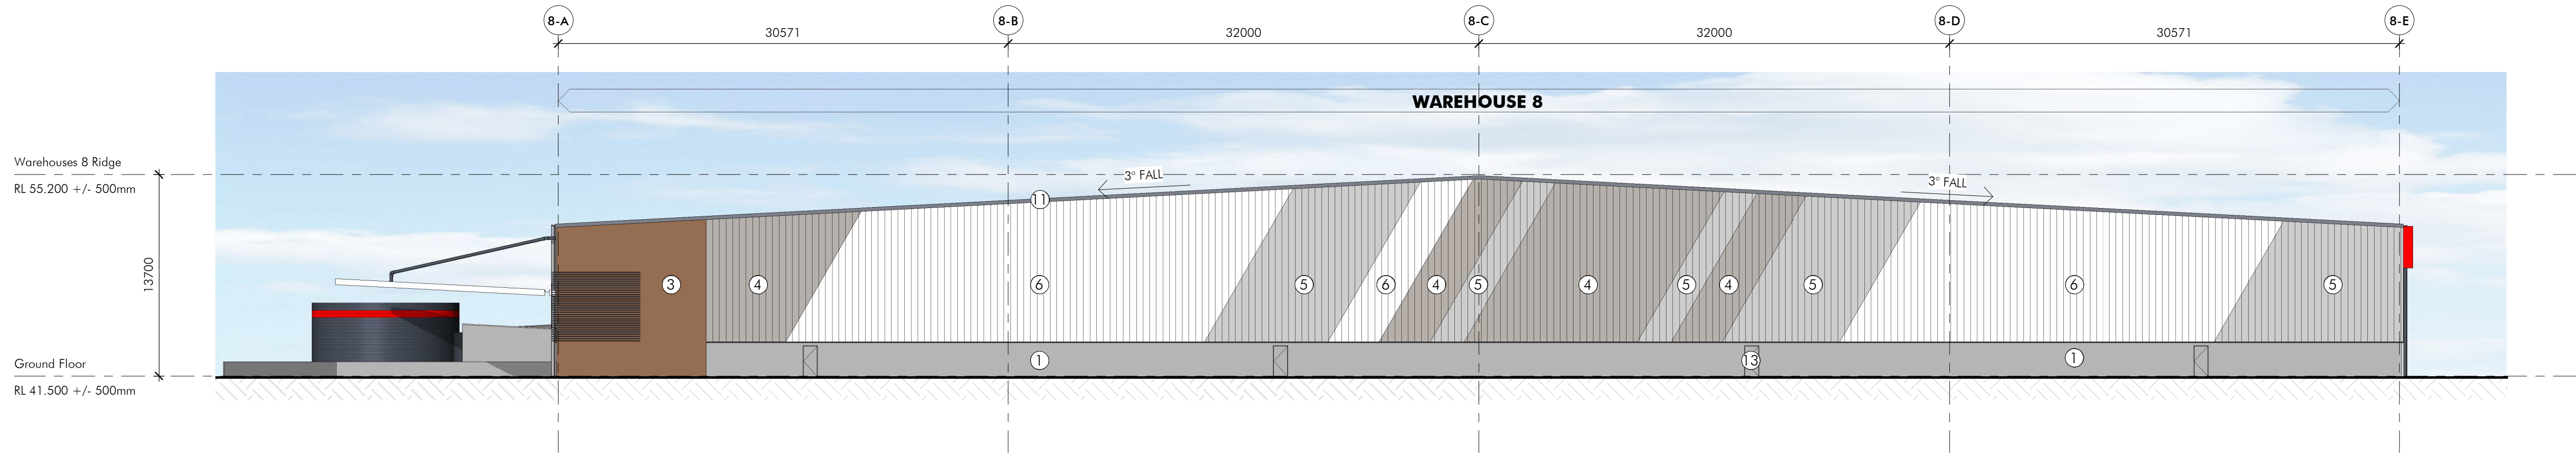 8-A 8-B 8-C 8-D 8-E
30571 32000 32000 30571
WAREHOUSE 8
Warehouses 8 Ridge
RL 55.200 +/- 500mm
3° FALL 3° FALL
11
13700
3 4 6 5 6 4 5 4 5 4 5 6 5
Ground Floor
RL 41.500 +/- 500mm
1 13 1